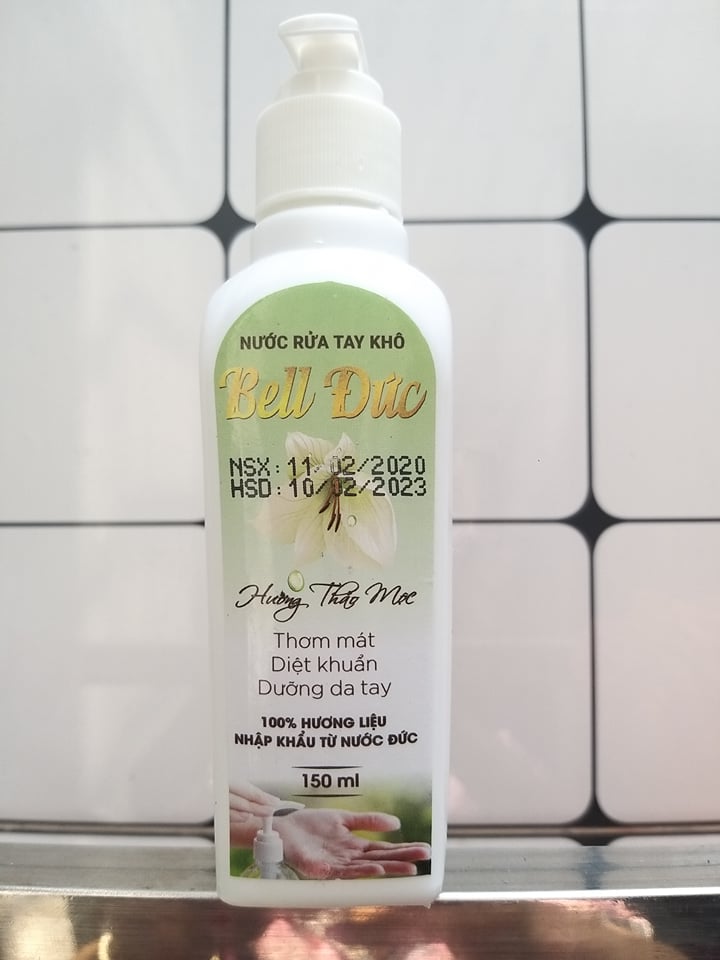 NƯỚC RỬA TAY KHÔ
Bell Đức
NSX: 11/02/2020
HSD: 10/02/2023
Hương Thảo Mọc
Thơm mát
Diệt khuẩn
Dưỡng da tay
100% HƯƠNG LIỆU
NHẬP KHẨU TỪ NƯỚC ĐỨC
150 ml